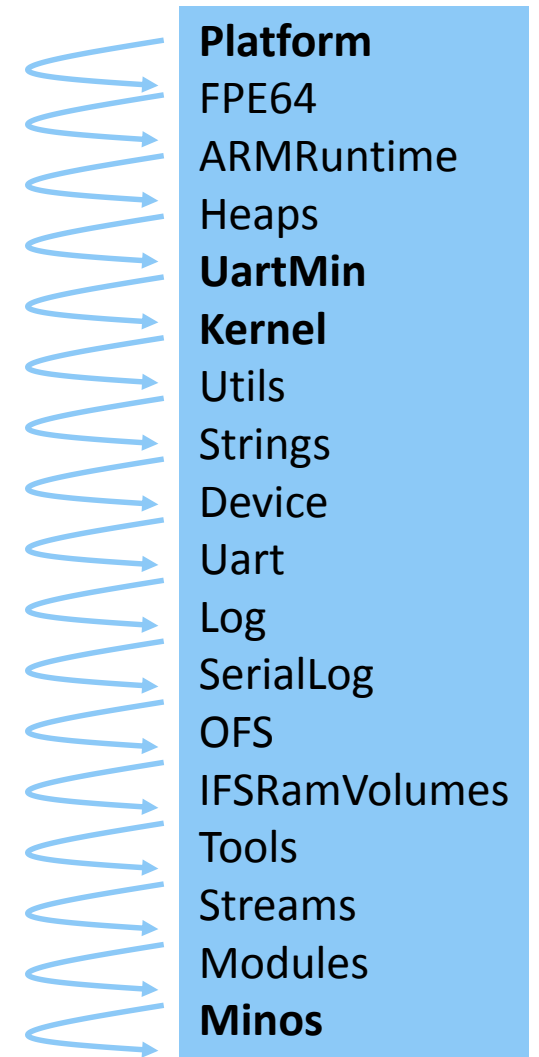 Platform
FPE64
ARMRuntime
Heaps
UartMin
Kernel
Utils
Strings
Device
Uart
Log
SerialLog
OFS
IFSRamVolumes
Tools
Streams
Modules
Minos